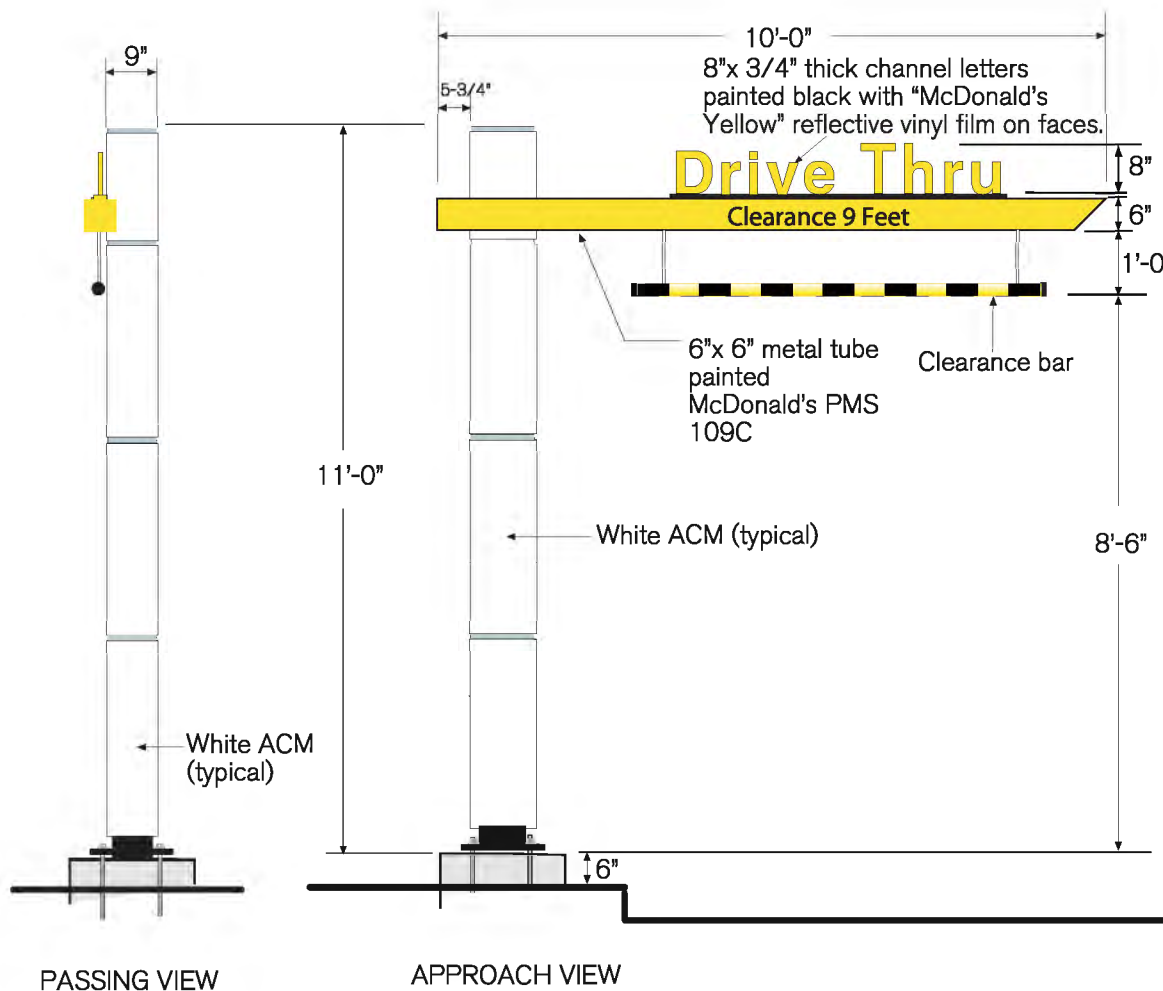 10'-0"
9"
8"x 3/4" thick channel letters
painted black with “McDonald's
Yellow” reflective vinyl film on faces.
5-3/4"
Drive Thru
8"
Clearance 9 Feet
6"
1'-0
6"x 6" metal tube
painted
McDonald's PMS
109C
Clearance bar
11'-0"
White ACM (typical)
8'-6"
White ACM
(typical)
6"
PASSING VIEW
APPROACH VIEW